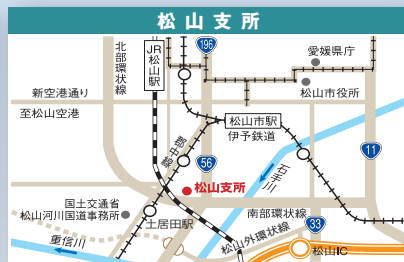 松山支所
北部環状線
JR松山駅
196
愛媛県庁
松山市役所
新空港通り
至松山空港
松山市駅
伊予鉄道
郡中線
56
石手川
11
松山支所
国土交通省
松山河川国道事務所
土居田駅
南部環状線
33
松山外環状線
重信川
松山IC